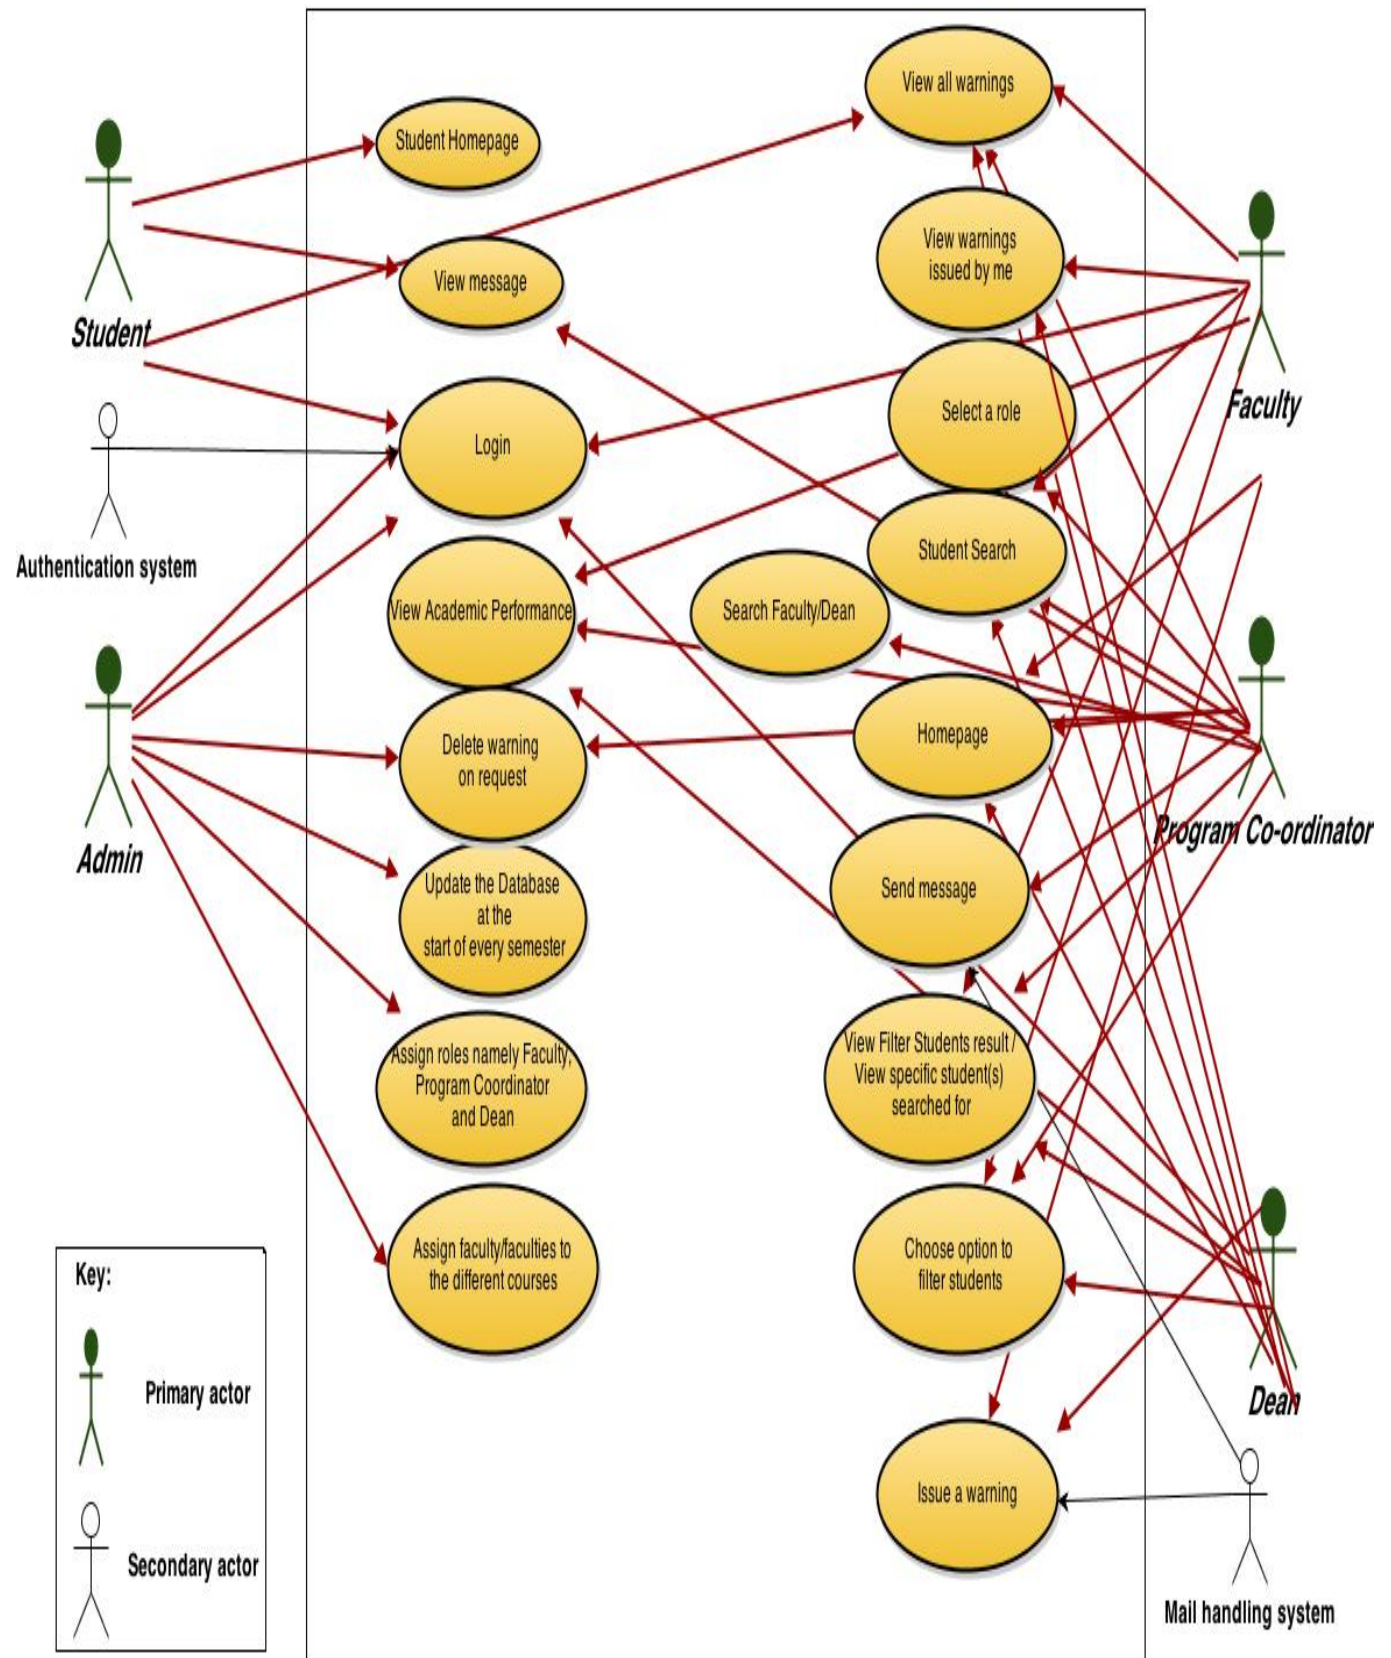 Student Homepage
View message
Login
View Academic Performance
Delete warning
on request
Update the Database
at the
start of every semester
Assign roles namely Faculty,
Program Coordinator
and Dean
Assign faculty/faculties to
the different courses
View all warnings
View warnings
issued by me
Select a role
Student Search
Search Faculty/Dean
Homepage
Send message
View Filter Students result /
View specific student(s)
searched for
Choose option to
filter students
Issue a warning
Student
Authentication system
Admin
Faculty
Program Co-ordinator
Dean
Mail handling system
Key:
Primary actor
Secondary actor